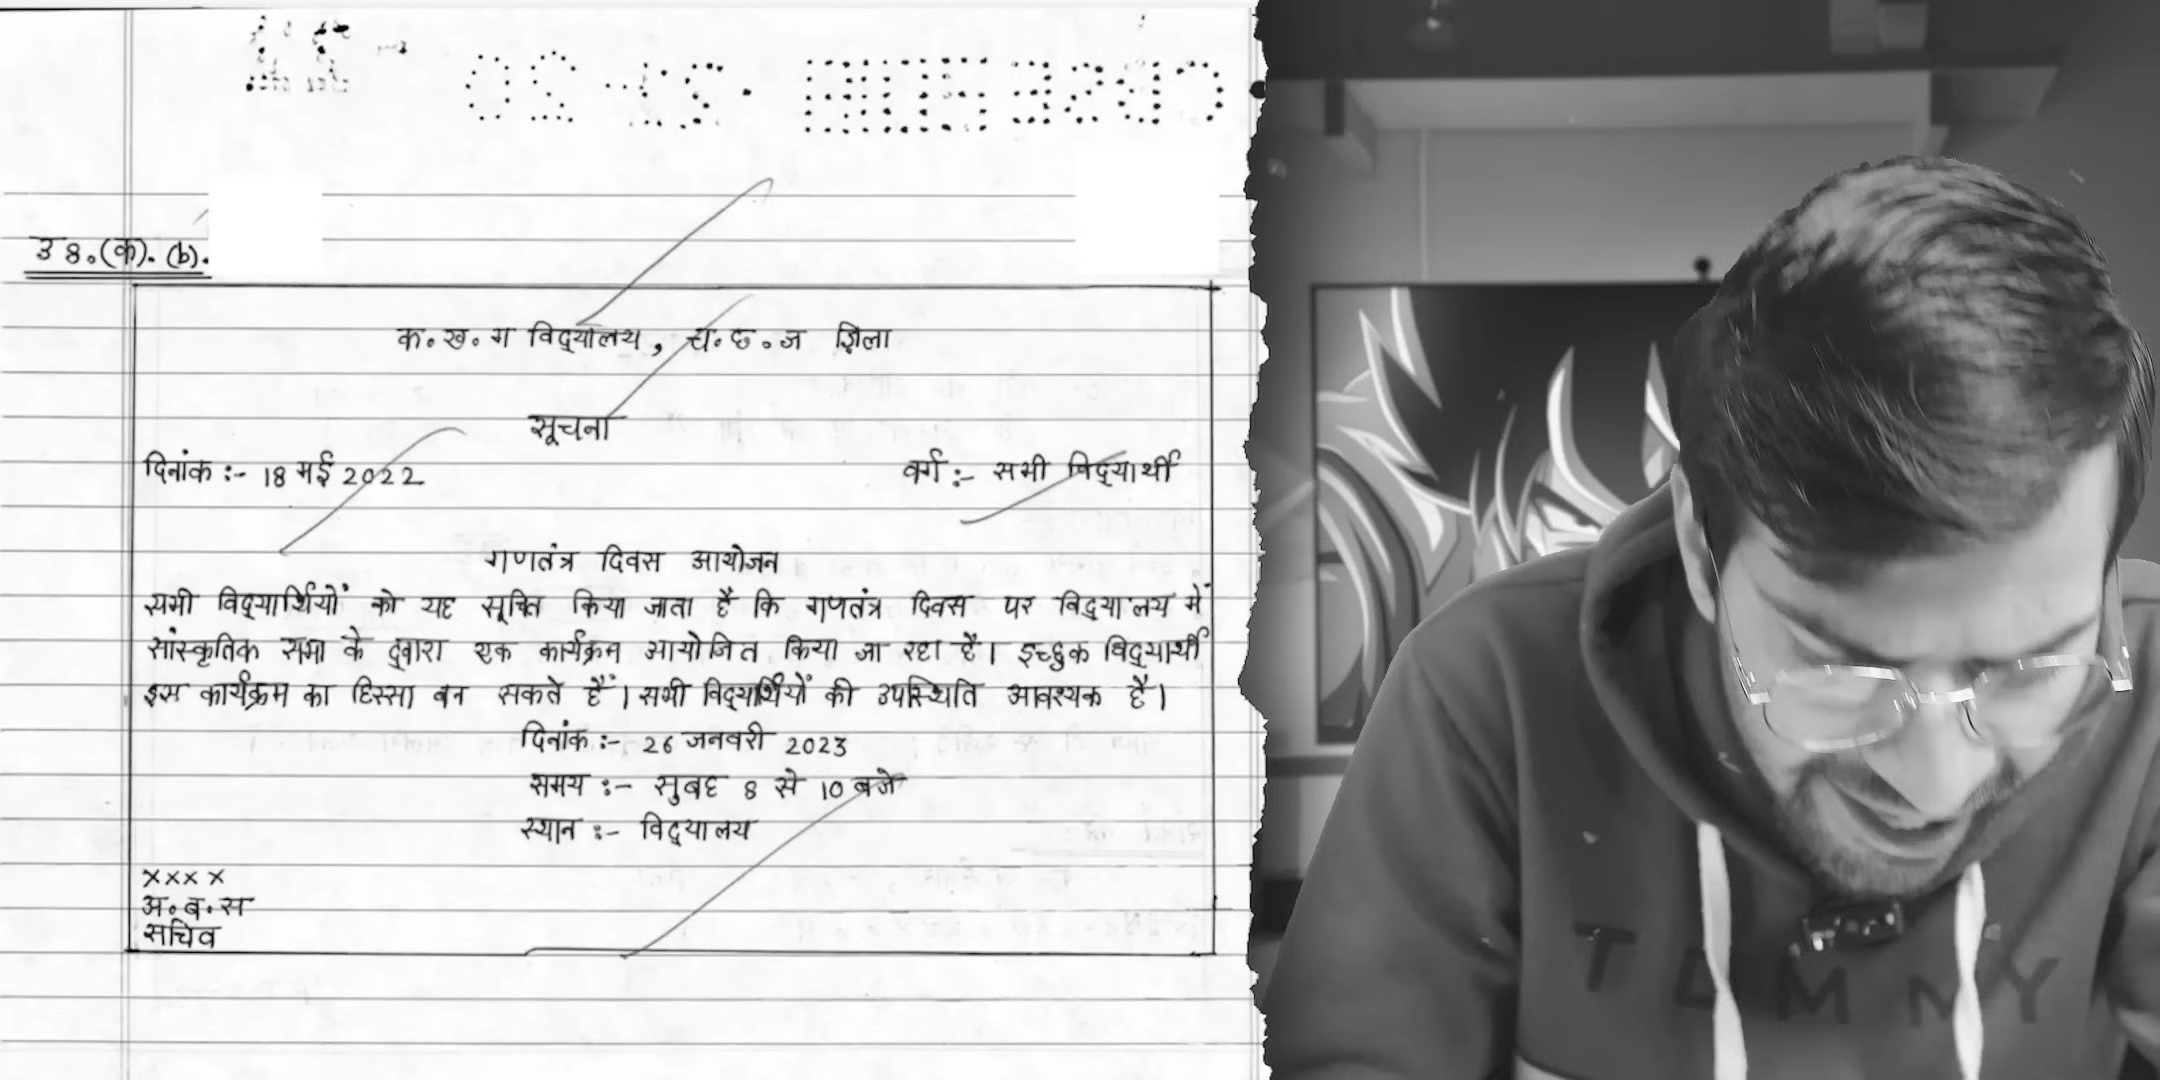 CBSE
उ 8.(क). (b).
क. ख. ग विद्यालय, च. छ. ज ज़िला
सूचना
दिनांक :- 18 मई 2022
वर्ग :- सभी विद्यार्थी
गणतंत्र दिवस आयोजन
सभी विद्यार्थियों को यह सूचित किया जाता है कि गणतंत्र दिवस पर विद्यालय में
सांस्कृतिक सभा के द्वारा एक कार्यक्रम आयोजित किया जा रहा है। इच्छुक विद्यार्थी
इस कार्यक्रम का हिस्सा बन सकते हैं। सभी विद्यार्थियों की उपस्थिति आवश्यक है।
दिनांक :- 26 जनवरी 2023
समय :- सुबह 8 से 10 बजे
स्थान :- विद्यालय
××××
अ. ब. स
सचिव
TOMMY